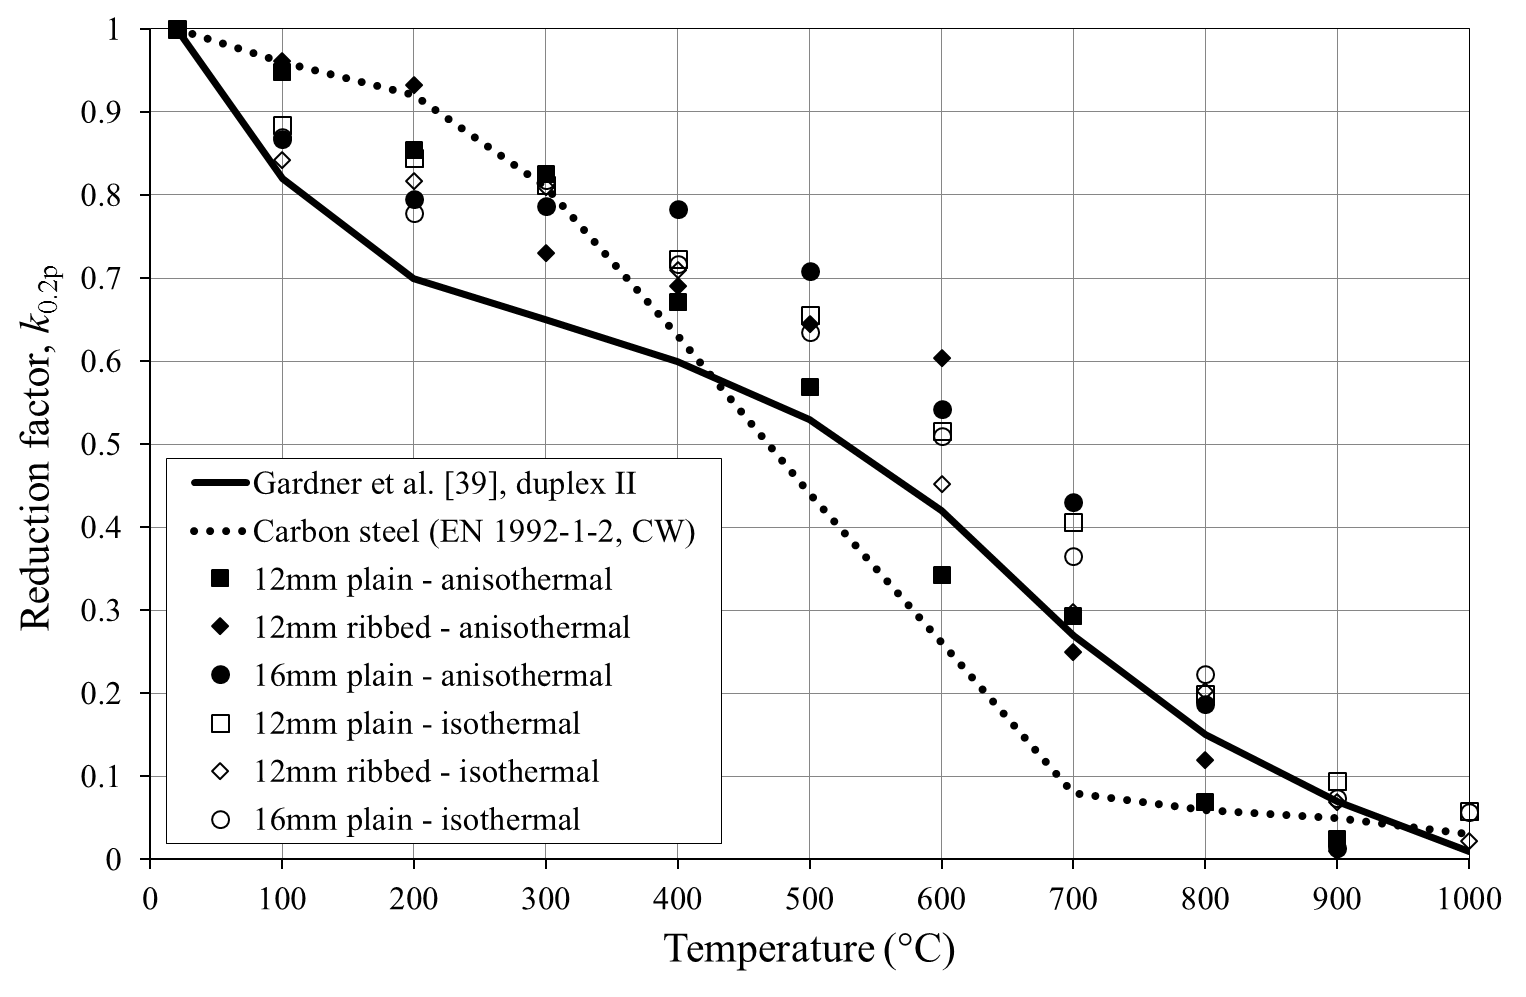 1
0.9
0.8
0.7
0.6
0.5
0.4
0.3
0.2
0.1
0
Reduction factor, k0.2p
Gardner et al. [39], duplex II
Carbon steel (EN 1992-1-2, CW)
12mm plain - anisothermal
12mm ribbed - anisothermal
16mm plain - anisothermal
12mm plain - isothermal
12mm ribbed - isothermal
16mm plain - isothermal
0 100 200 300 400 500 600 700 800 900 1000
Temperature (°C)